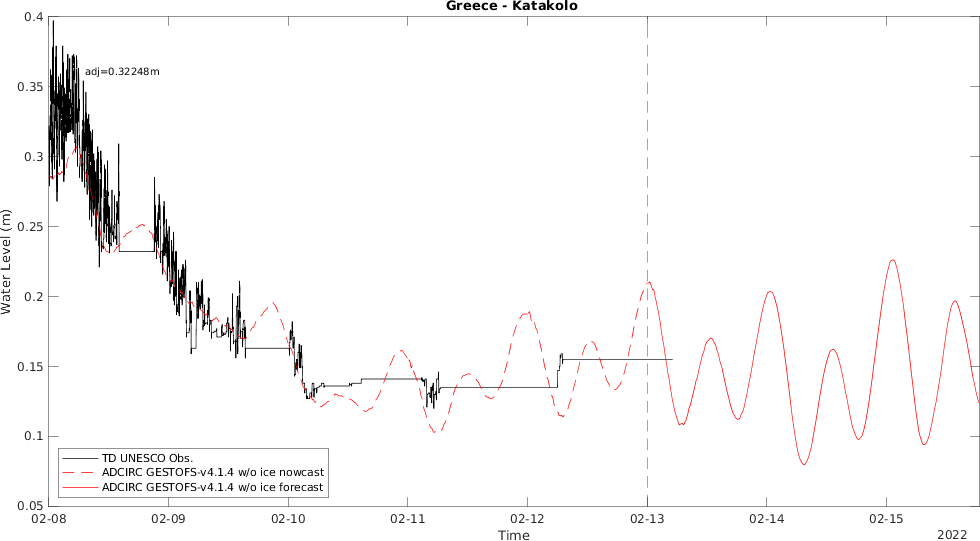 Greece - Katakolo
0.4
0.35
0.3
0.25
0.2
0.15
0.1
0.05
Water Level (m)
adj=0.32248m
TD UNESCO Obs.
ADCIRC GESTOFS-v4.1.4 w/o ice nowcast
ADCIRC GESTOFS-v4.1.4 w/o ice forecast
02-08 02-09 02-10 02-11 02-12 02-13 02-14 02-15
Time
2022